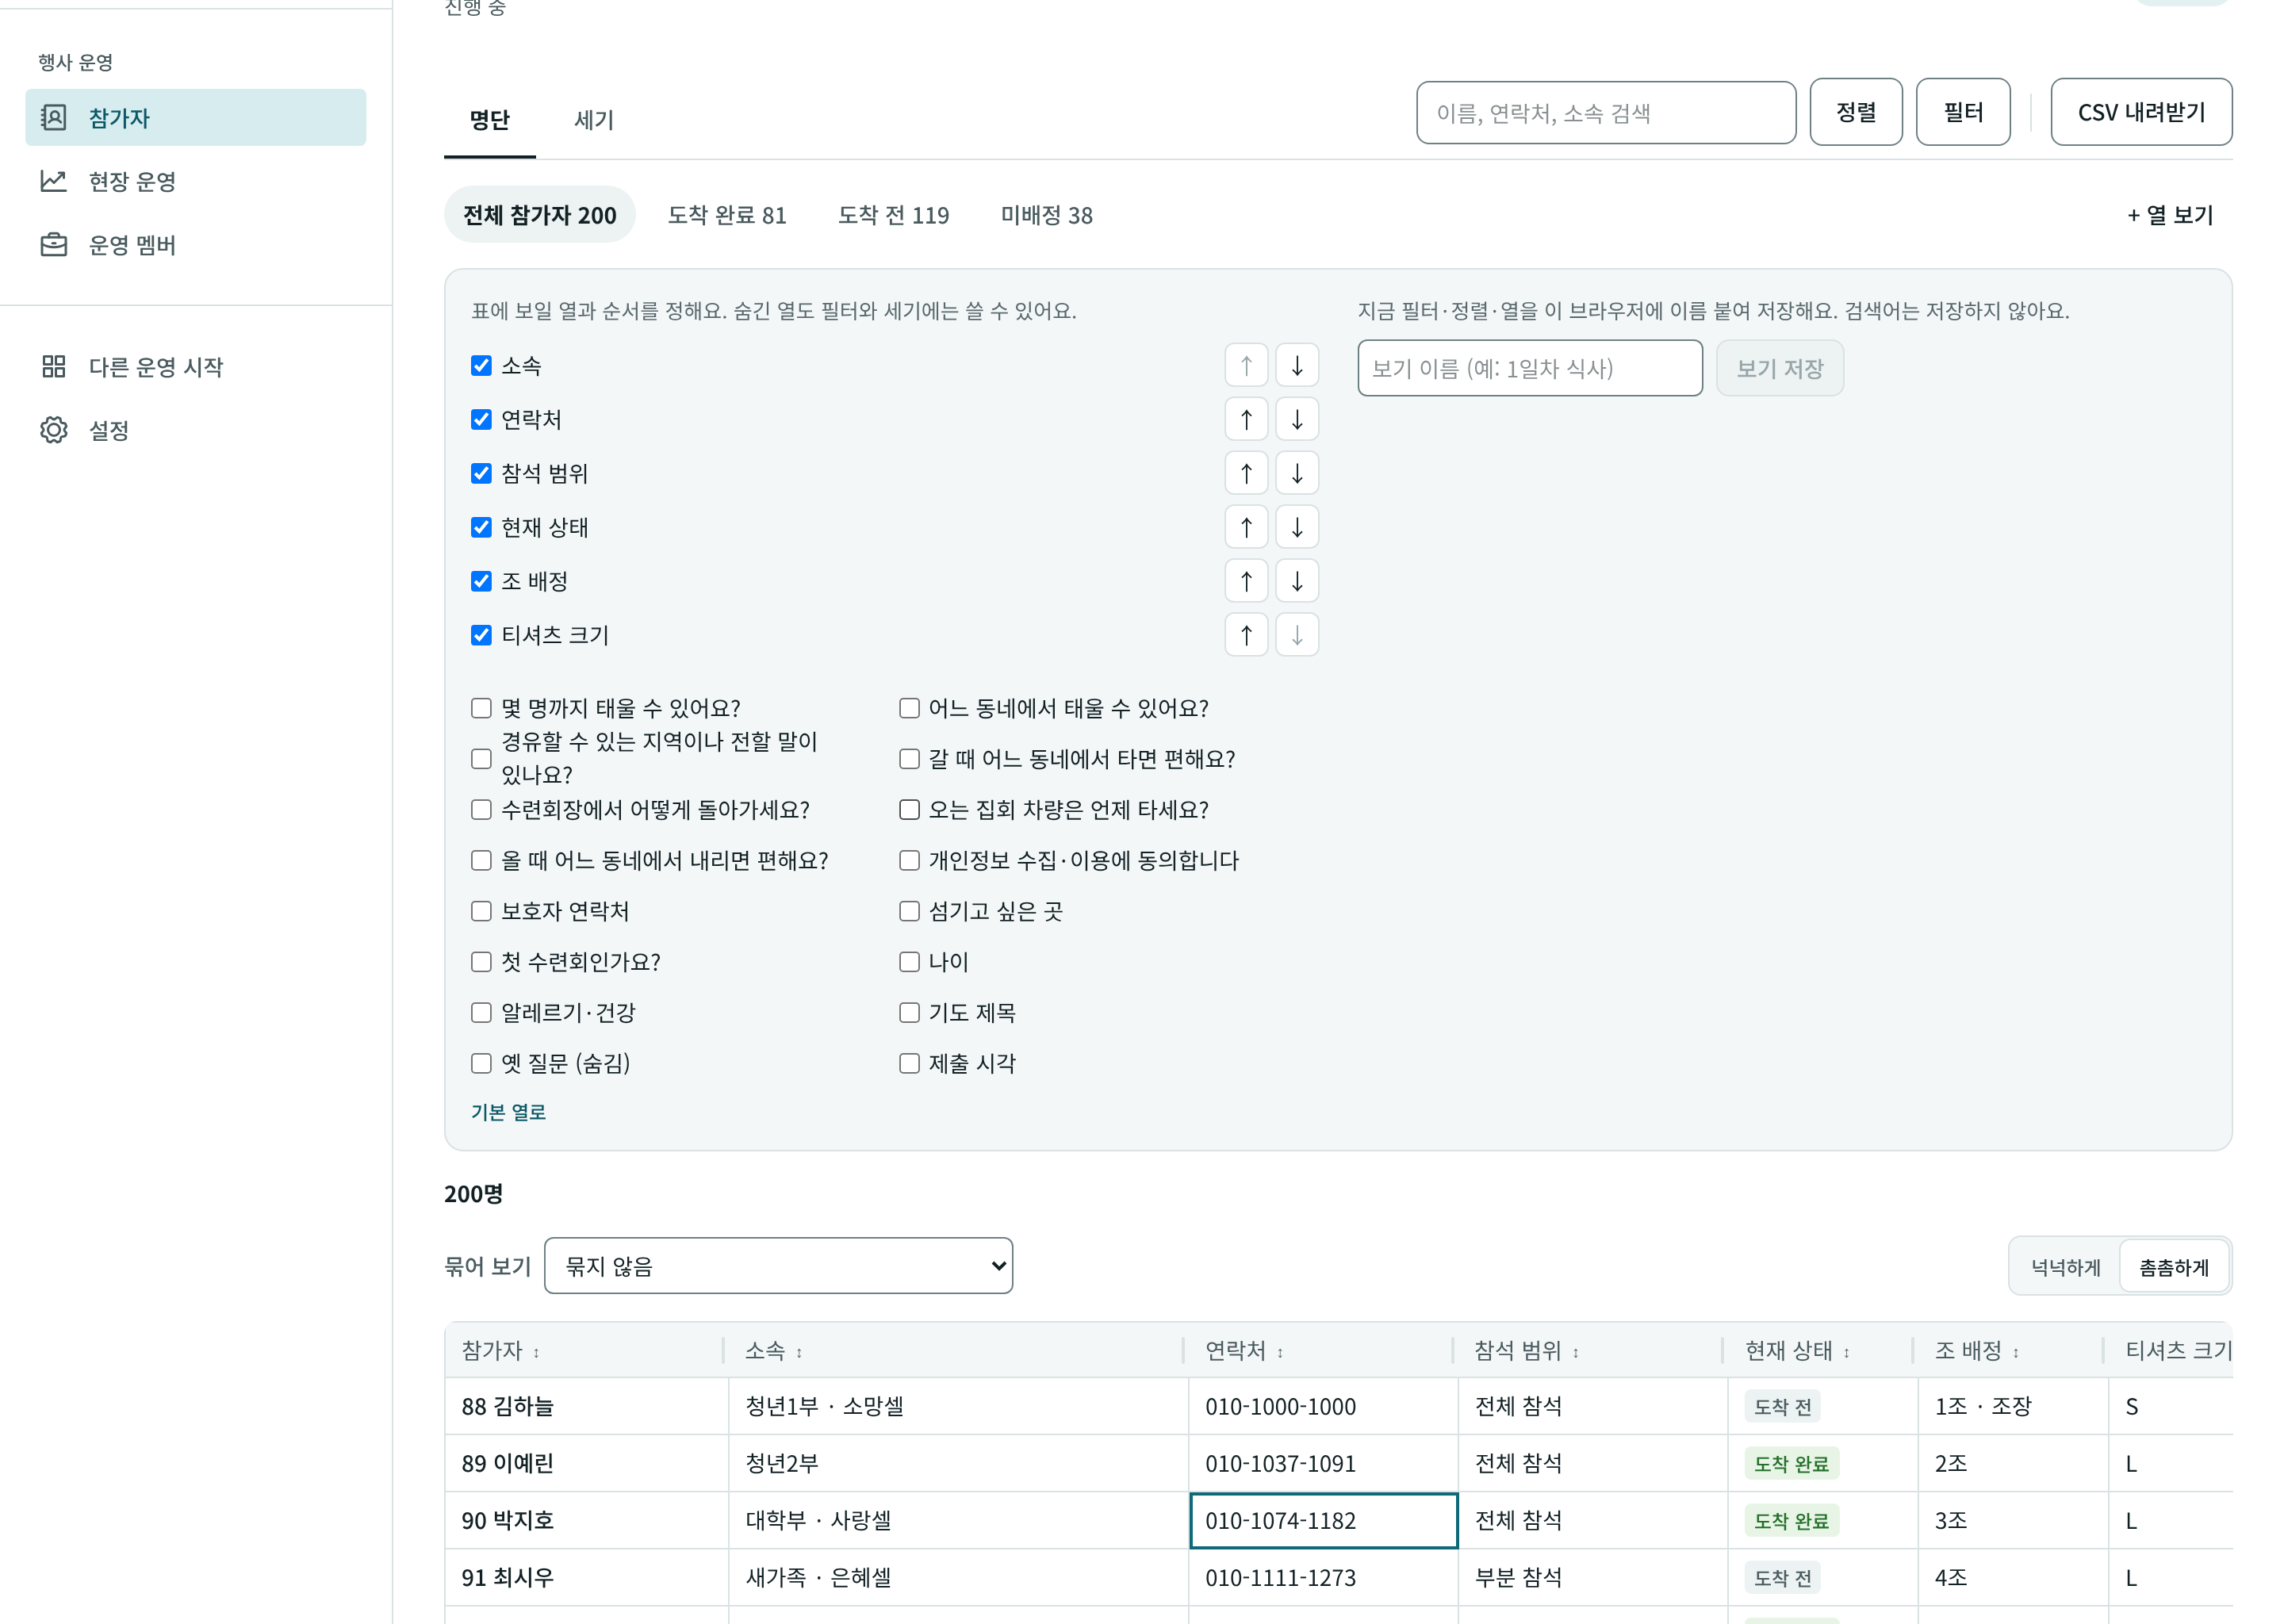 진행 중
행사 운영
참가자
현장 운영
운영 멤버
다른 운영 시작
설정
명단
세기
이름, 연락처, 소속 검색
정렬
필터
CSV 내려받기
전체 참가자 200
도착 완료 81
도착 전 119
미배정 38
+ 열 보기
표에 보일 열과 순서를 정해요. 숨긴 열도 필터와 세기에는 쓸 수 있어요.
소속 ↑ ↓
연락처 ↑ ↓
참석 범위 ↑ ↓
현재 상태 ↑ ↓
조 배정 ↑ ↓
티셔츠 크기 ↑ ↓
지금 필터·정렬·열을 이 브라우저에 이름 붙여 저장해요. 검색어는 저장하지 않아요.
보기 이름 (예: 1일차 식사)
보기 저장
몇 명까지 태울 수 있어요?
어느 동네에서 태울 수 있어요?
경유할 수 있는 지역이나 전할 말이
있나요?
갈 때 어느 동네에서 타면 편해요?
수련회장에서 어떻게 돌아가세요?
오는 집회 차량은 언제 타세요?
올 때 어느 동네에서 내리면 편해요?
개인정보 수집·이용에 동의합니다
보호자 연락처
섬기고 싶은 곳
첫 수련회인가요?
나이
알레르기·건강
기도 제목
옛 질문 (숨김)
제출 시각
기본 열로
200명
묶어 보기
묶지 않음
넉넉하게
촘촘하게
참가자 ↕ 소속 ↕ 연락처 ↕ 참석 범위 ↕ 현재 상태 ↕ 조 배정 ↕ 티셔츠 크기
88 김하늘 청년1부 · 소망셀 010-1000-1000 전체 참석 도착 전 1조 · 조장 S
89 이예린 청년2부 010-1037-1091 전체 참석 도착 완료 2조 L
90 박지호 대학부 · 사랑셀 010-1074-1182 전체 참석 도착 완료 3조 L
91 최시우 새가족 · 은혜셀 010-1111-1273 부분 참석 도착 전 4조 L